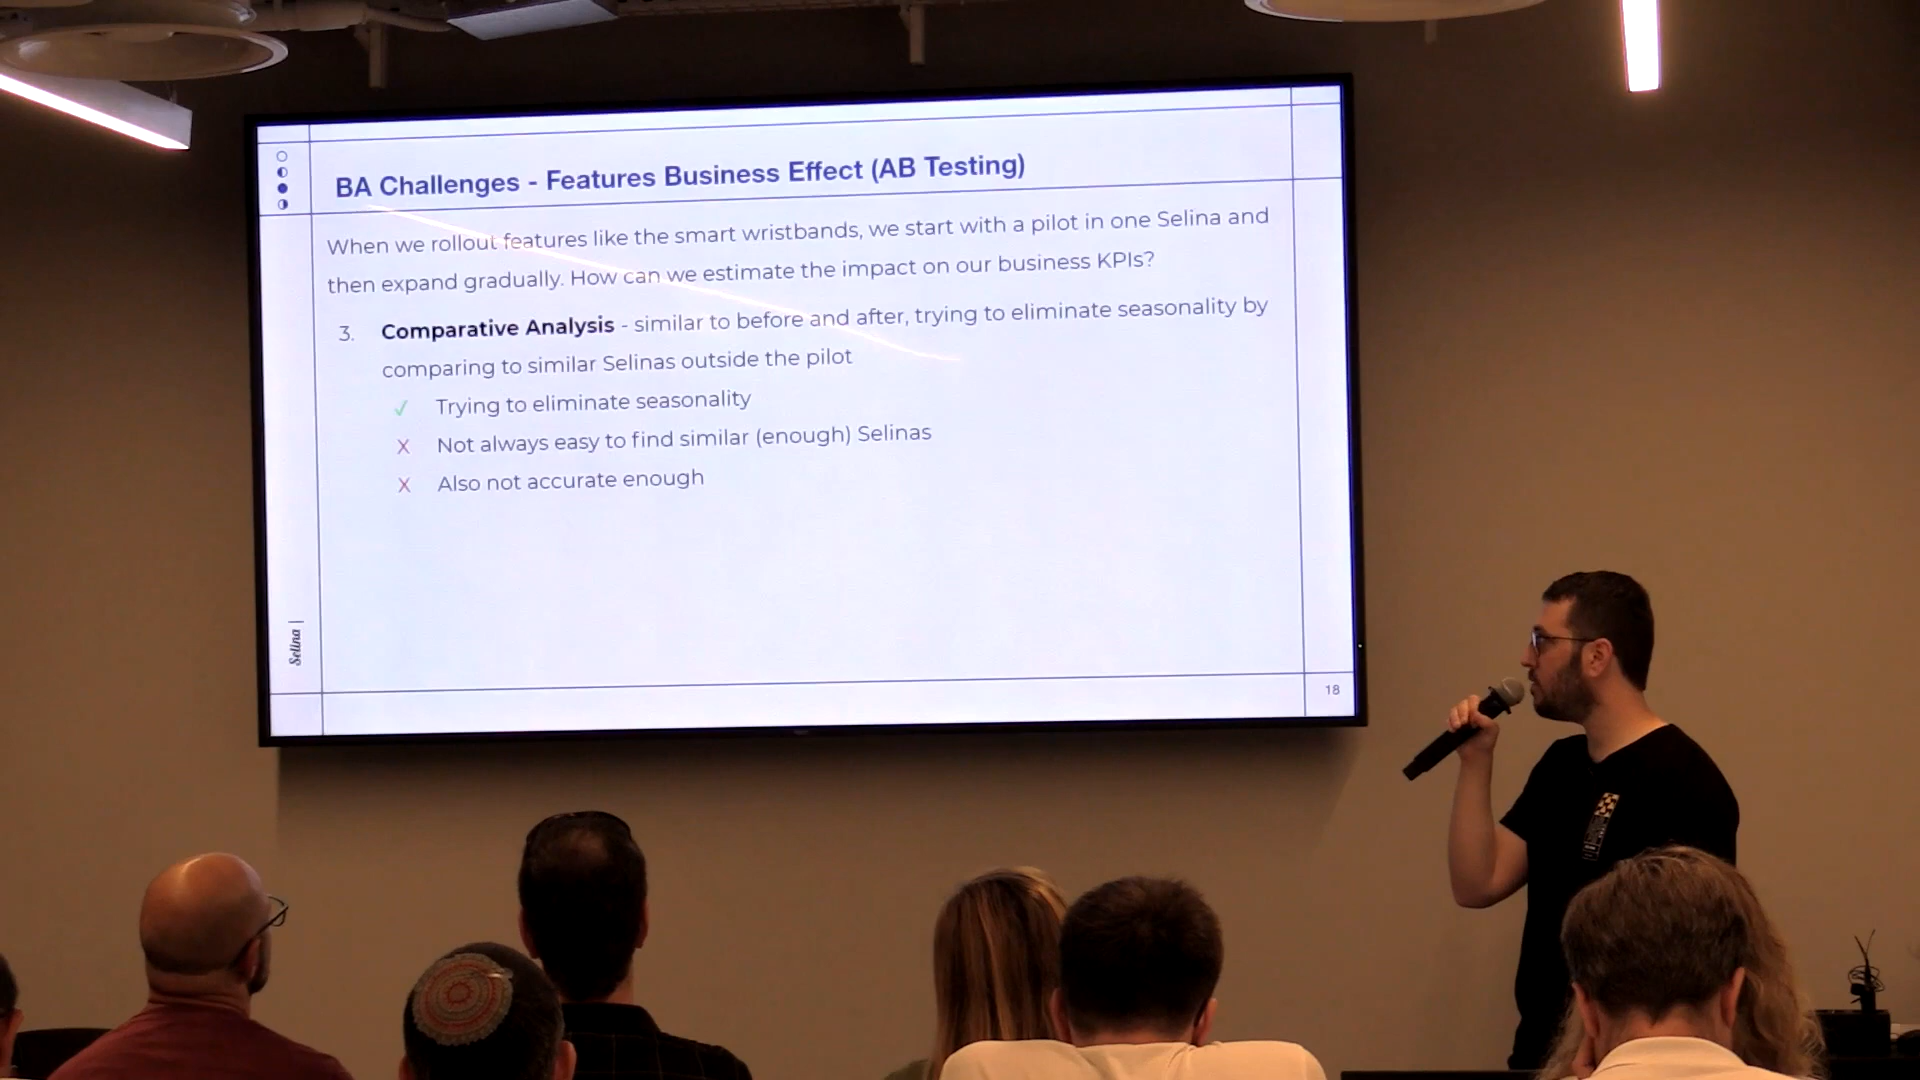 BA Challenges - Features Business Effect (AB Testing)
When we rollout features like the smart wristbands, we start with a pilot in one Selina and
then expand gradually. How can we estimate the impact on our business KPIs?
3. Comparative Analysis - similar to before and after, trying to eliminate seasonality by
comparing to similar Selinas outside the pilot
✓ Trying to eliminate seasonality
X Not always easy to find similar (enough) Selinas
X Also not accurate enough
Selina |
18